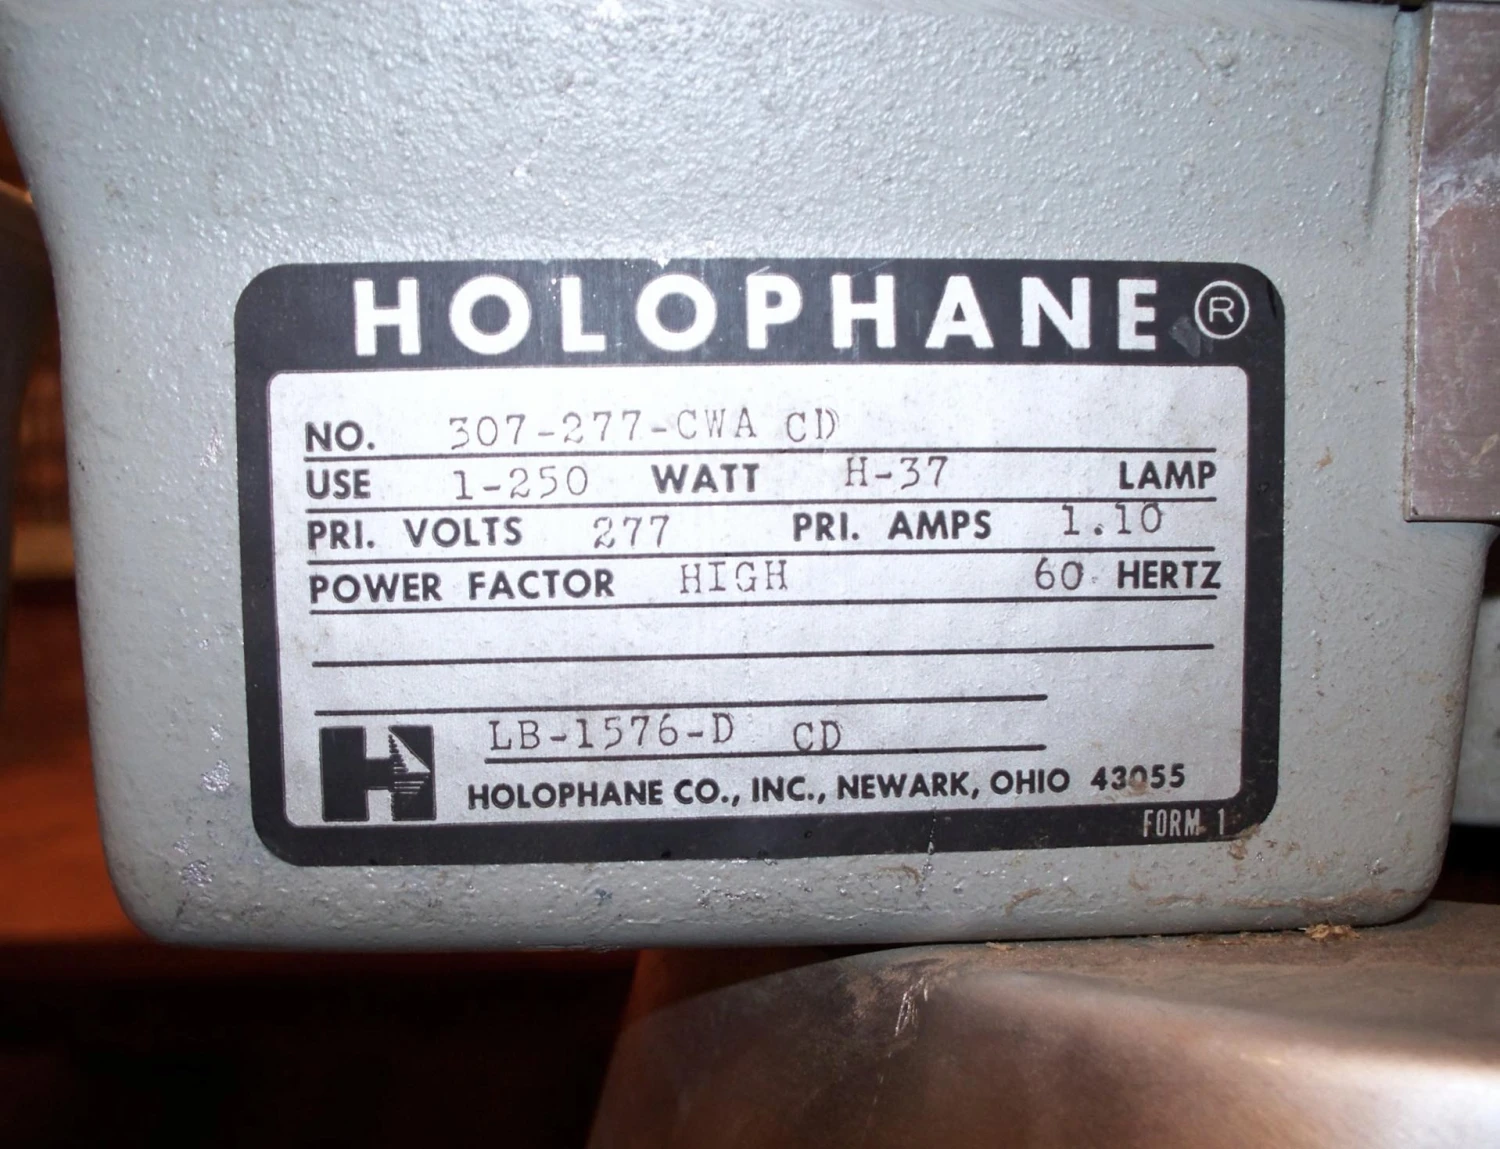 HOLOPHANE ®
NO. 307-277-CWA CD
USE 1-250 WATT H-37 LAMP
PRI. VOLTS 277 PRI. AMPS 1.10
POWER FACTOR HIGH 60 HERTZ
LB-1576-D CD
HOLOPHANE CO., INC., NEWARK, OHIO 43055
FORM 1